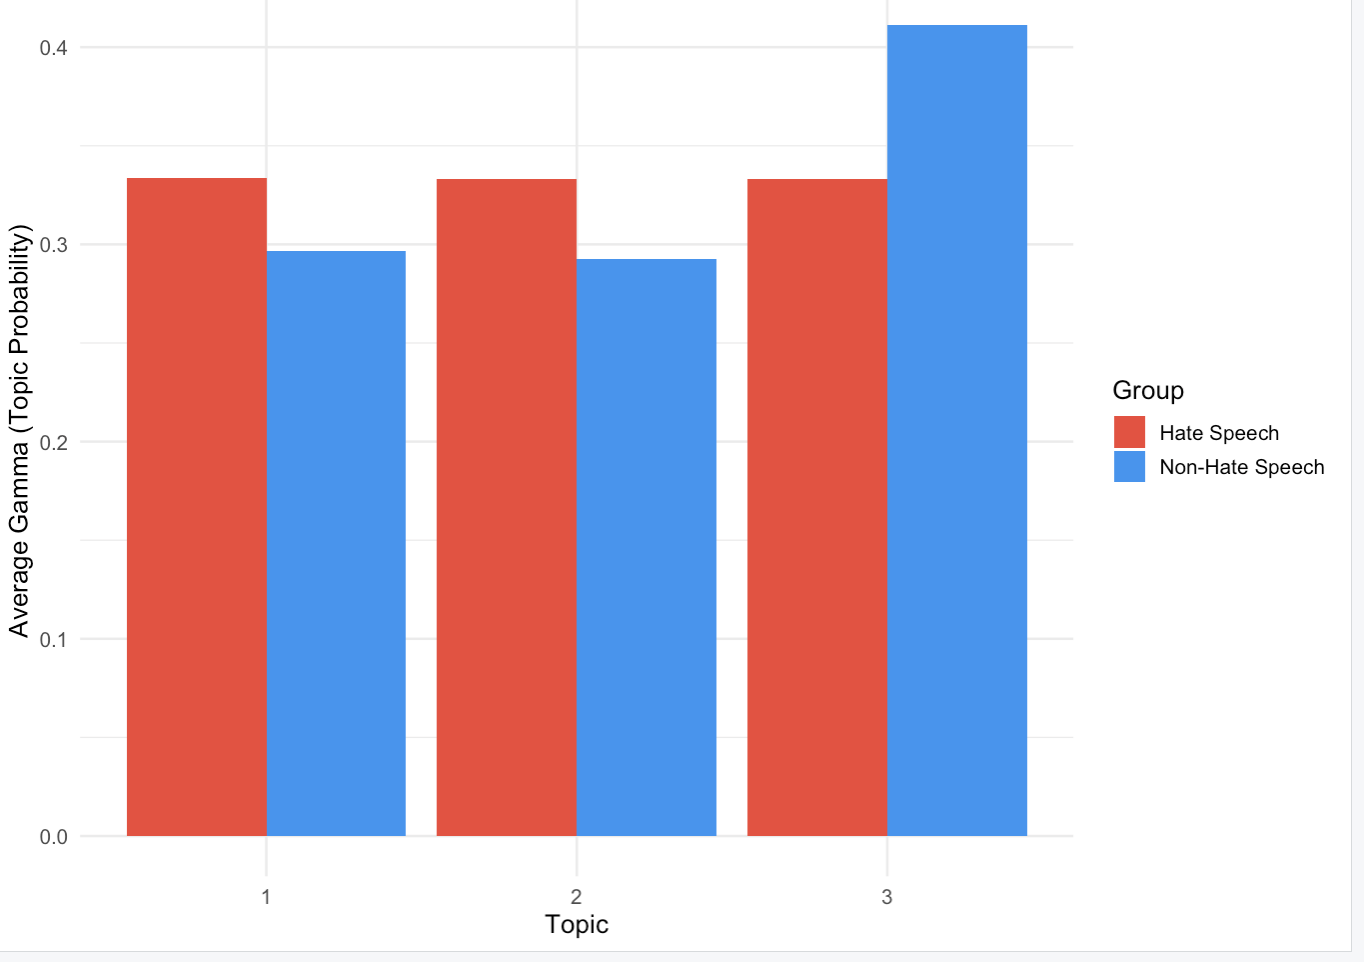 Average Gamma (Topic Probability)
0.4
0.3
0.2
0.1
0.0
1 2 3
Topic
Group
Hate Speech
Non-Hate Speech